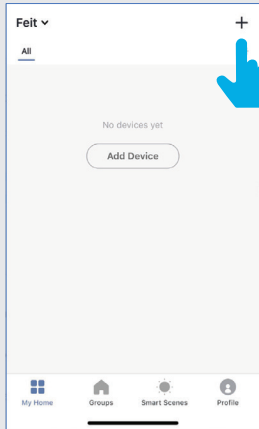 Feit
All
No devices yet
Add Device
My Home Groups Smart Scenes Profile